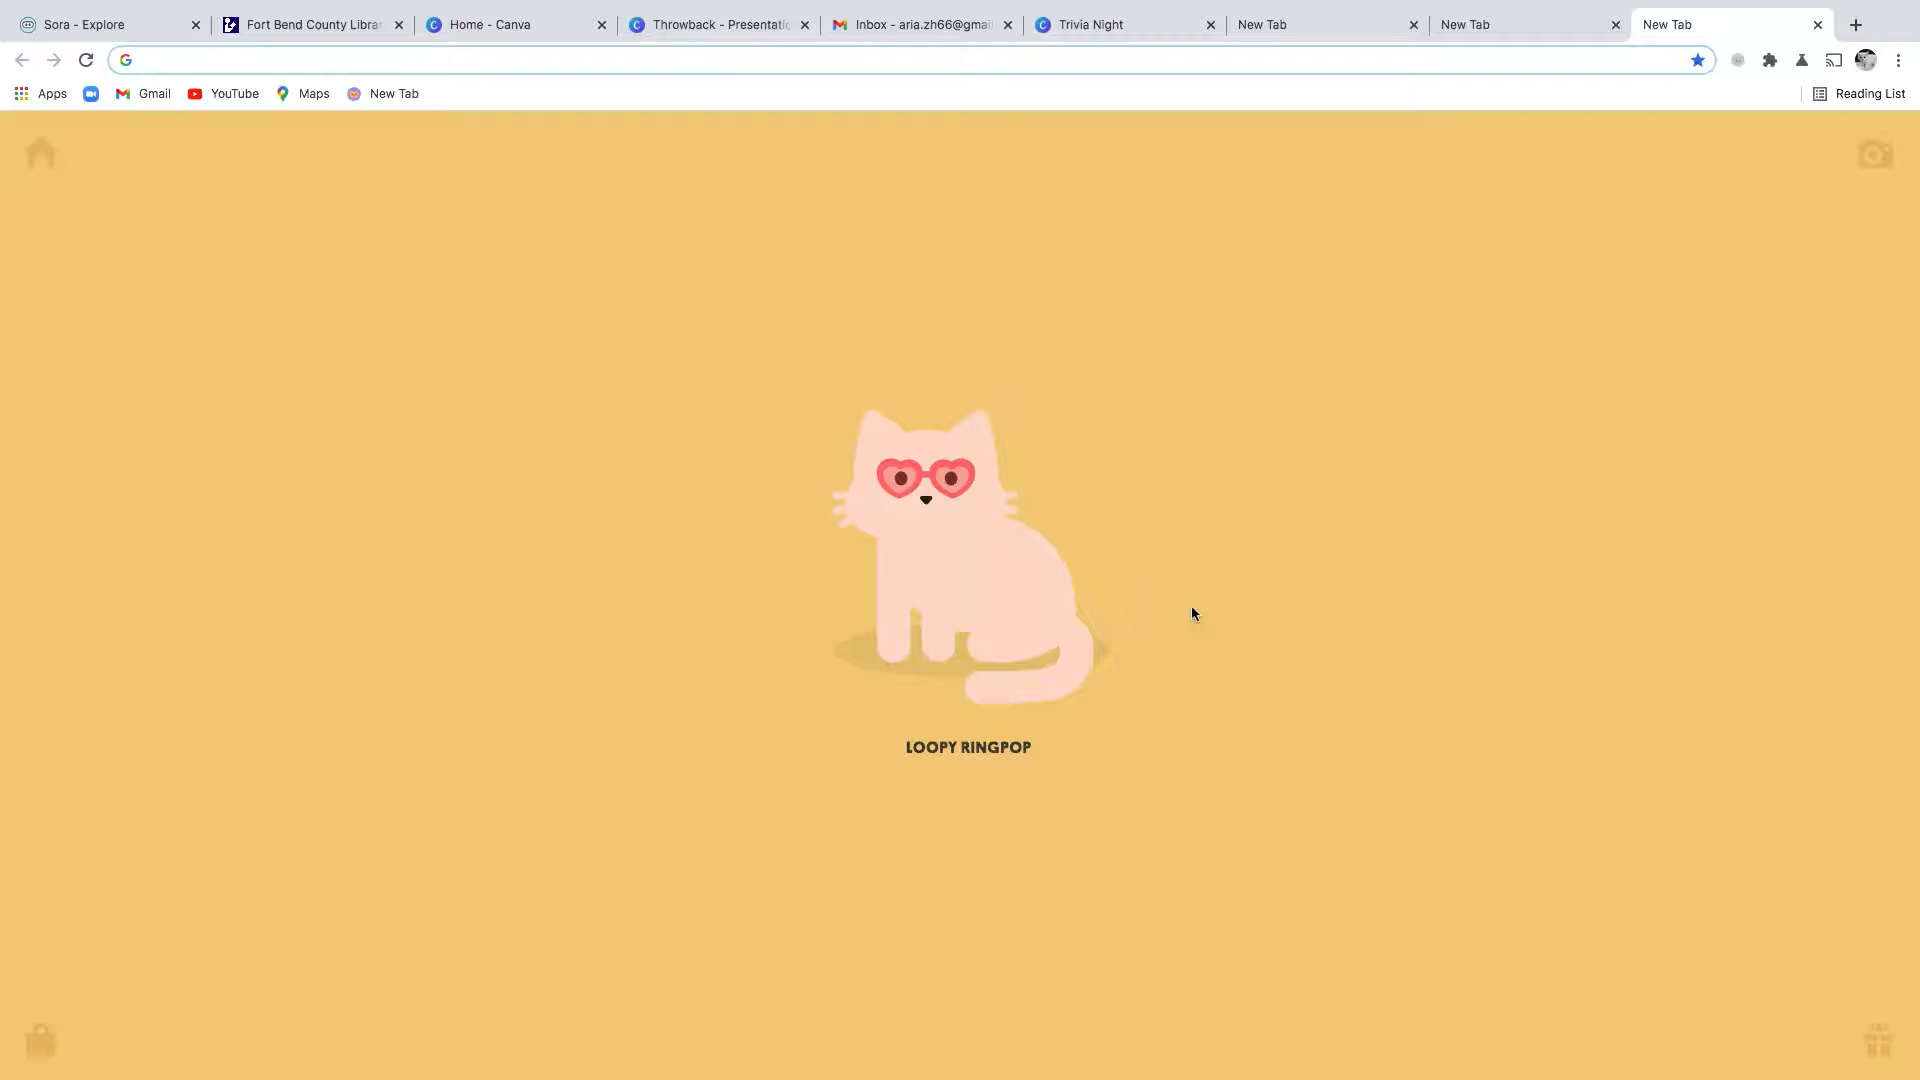 Sora - Explore
Fort Bend County Librar
Home - Canva
Throwback - Presentatio
Inbox - aria.zh66@gmai
Trivia Night
New Tab
New Tab
New Tab
Apps
Gmail
YouTube
Maps
New Tab
Reading List
LOOPY RINGPOP